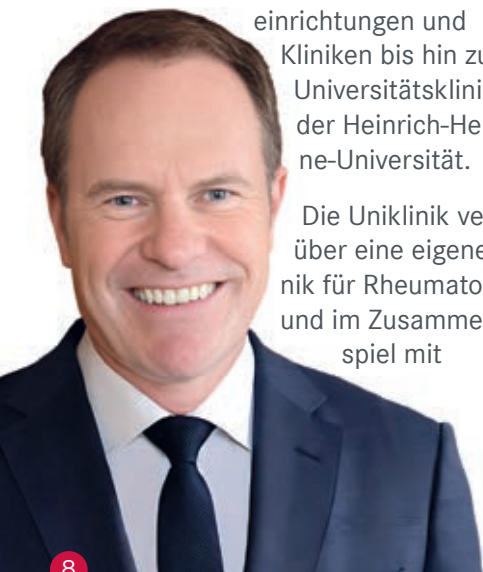 einrichtungen und
Kliniken bis hin zu
Universitätsklini
der Heinrich-He
ne-Universität.
Die Uniklinik ve
über eine eigene
nik für Rheumato
und im Zusamme
spiel mit
8